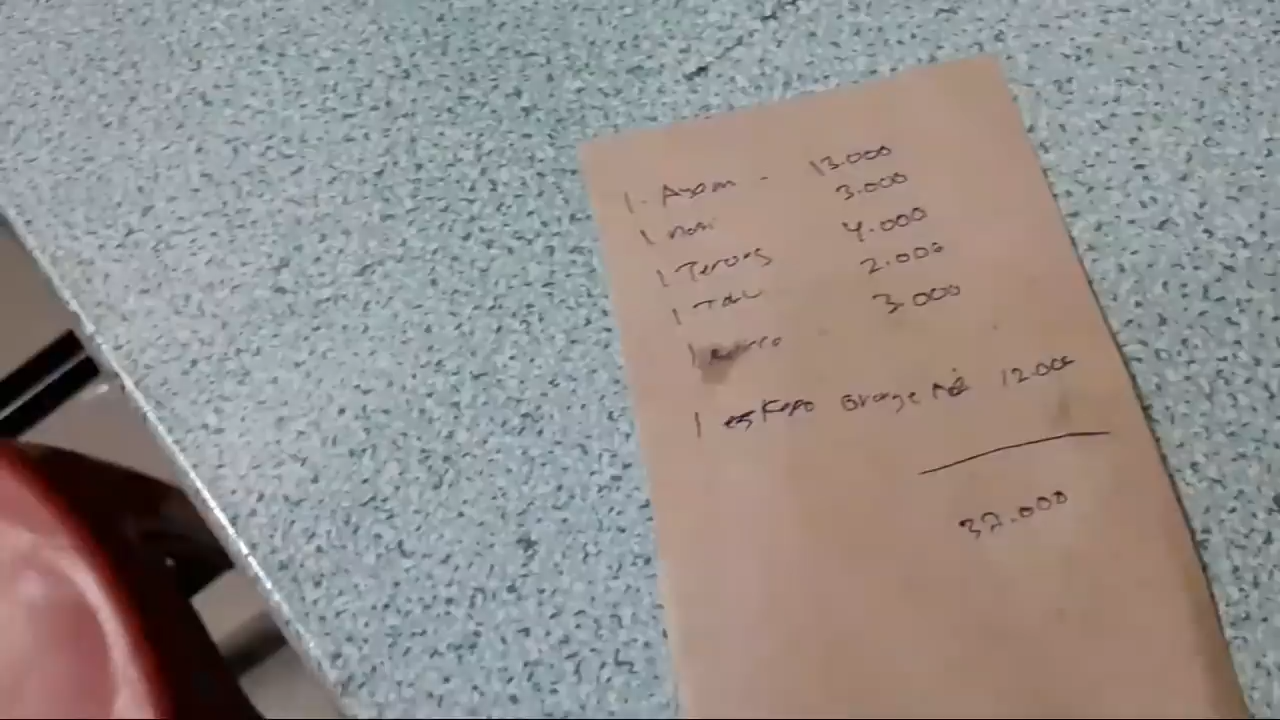 1. Ayam - 13.000
1 nasi 3.000
1 Terong 4.000
1 Tahu 2.000
1 3.000
1 es kopo orange 12.000
37.000